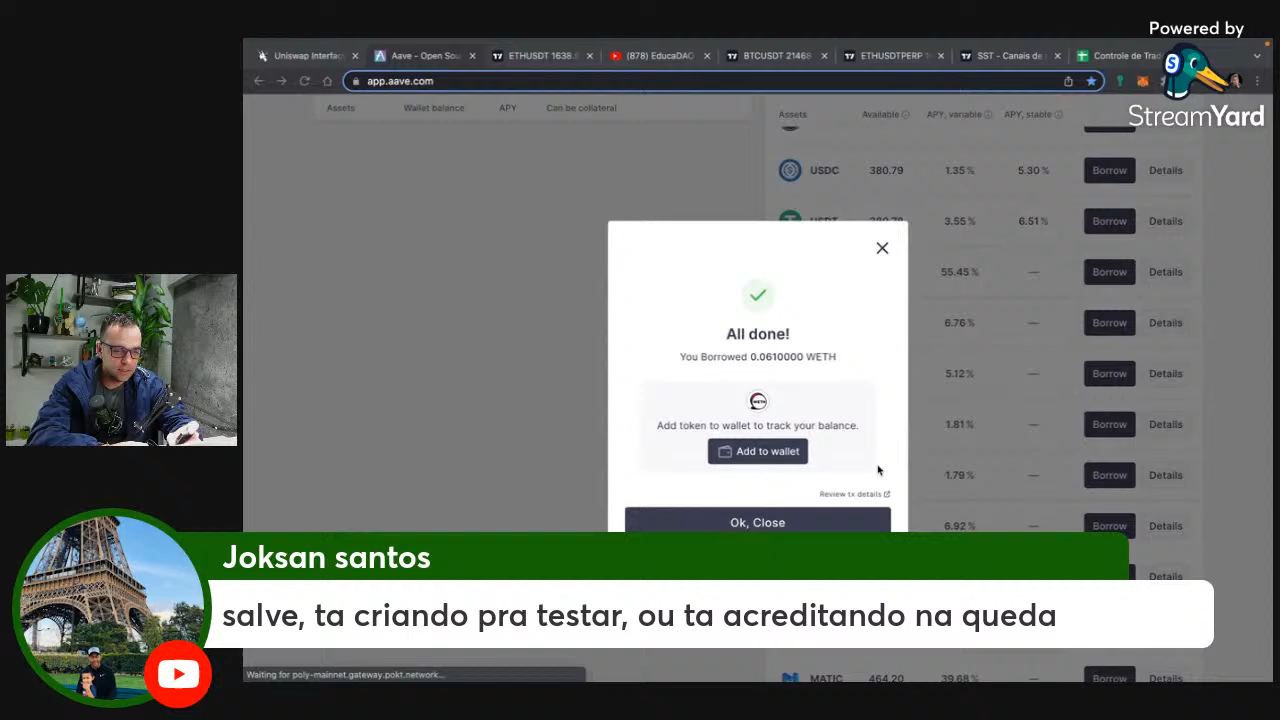 Powered by
StreamYard
Uniswap Interfac
Aave - Open Sou
ETHUSDT 1638.9
(878) EducaDAO
BTCUSDT 21468
ETHUSDTPERP 1
SST - Canais de
Controle de Trad
app.aave.com
Assets Wallet balance APY Can be collateral
Assets Available APY, variable APY, stable
USDC 380.79 1.35 % 5.30 % Borrow Details
3.55 % 6.51 % Borrow Details
55.45 % — Borrow Details
6.76 % — Borrow Details
5.12 % — Borrow Details
1.81 % — Borrow Details
1.79 % — Borrow Details
6.92 % — Borrow Details
Details
MATIC 464.20 39.68 % — Borrow Details
All done!
You Borrowed 0.0610000 WETH
WETH
Add token to wallet to track your balance.
Add to wallet
Review tx details
Ok, Close
Joksan santos
salve, ta criando pra testar, ou ta acreditando na queda
Waiting for poly-mainnet.gateway.pokt.network...